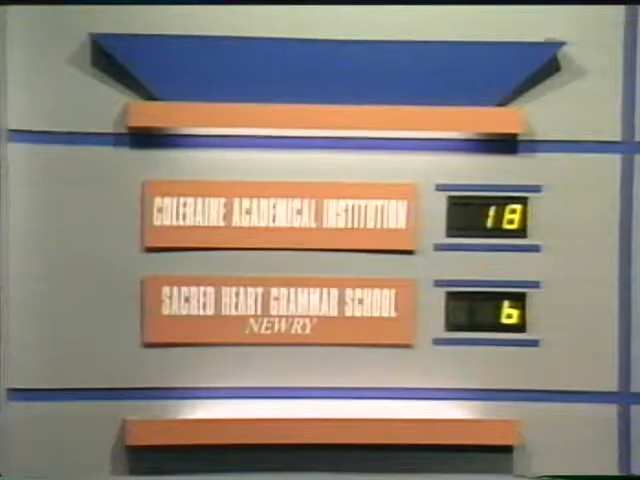 COLERAINE ACADEMICAL INSTITUTION 18
SACRED HEART GRAMMAR SCHOOL 6
NEWRY